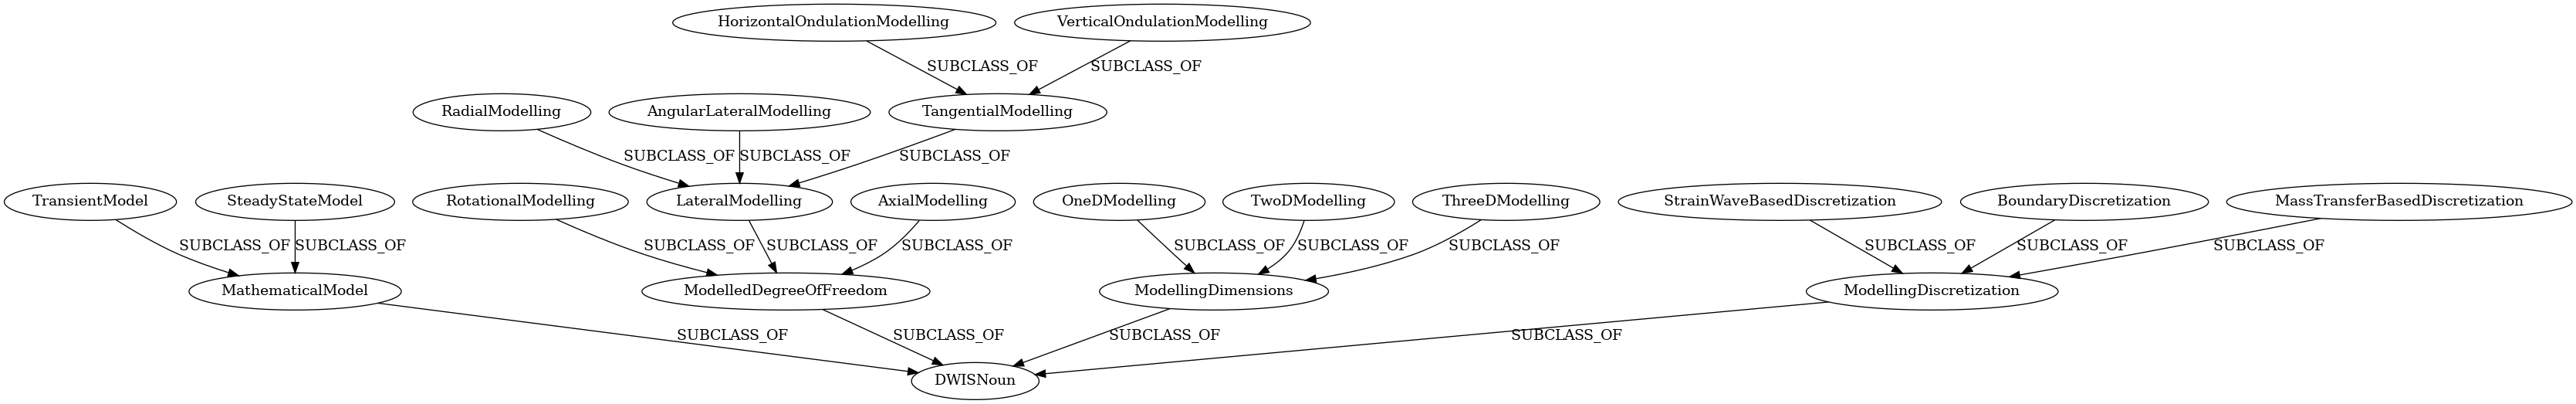 HorizontalOndulationModelling
VerticalOndulationModelling
SUBCLASS_OF
SUBCLASS_OF
RadialModelling
AngularLateralModelling
TangentialModelling
SUBCLASS_OF
SUBCLASS_OF
SUBCLASS_OF
TransientModel
SteadyStateModel
RotationalModelling
LateralModelling
AxialModelling
OneDModelling
TwoDModelling
ThreeDModelling
StrainWaveBasedDiscretization
BoundaryDiscretization
MassTransferBasedDiscretization
SUBCLASS_OF
SUBCLASS_OF
SUBCLASS_OF
SUBCLASS_OF
SUBCLASS_OF
SUBCLASS_OF
SUBCLASS_OF
SUBCLASS_OF
SUBCLASS_OF
SUBCLASS_OF
SUBCLASS_OF
MathematicalModel
ModelledDegreeOfFreedom
ModellingDimensions
ModellingDiscretization
SUBCLASS_OF
SUBCLASS_OF
SUBCLASS_OF
SUBCLASS_OF
DWISNoun